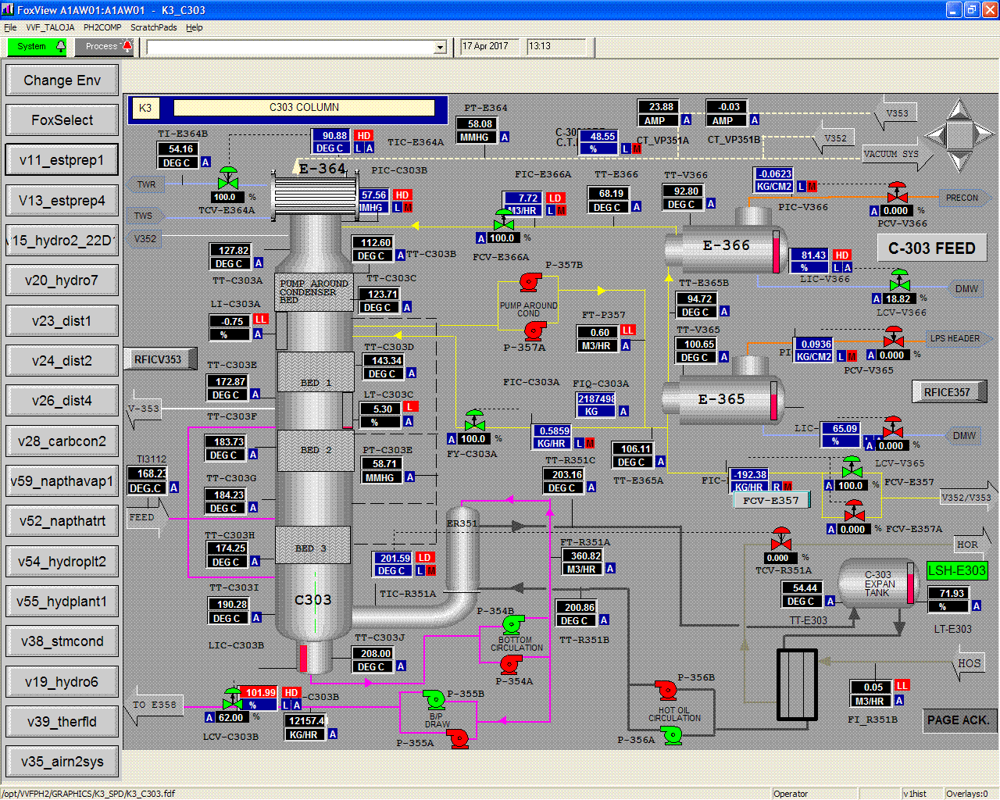 FoxView A1AW01:A1AW01 - K3_C303
File VVF_TALOJA PH2COMP ScratchPads Help
System Process 17 Apr 2017 13:13
Change Env
FoxSelect
v11_estprep1
V13_estprep4
v15_hydro2_22D
v20_hydro7
v23_dist1
v24_dist2
v26_dist4
v28_carbcon2
v59_napthavap1
v52_napthatrt
v54_hydroplt2
v55_hydplant1
v38_stmcond
v19_hydro6
v39_therfld
v35_airn2sys
K3 C303 COLUMN
PT-E364
58.08
MMHG A
23.88
AMP A
CT_VP351A
-0.03
AMP A
CT_VP351B
V353
V352
VACUUM SYS
48.55
% L M
TI-E364B
54.16
DEG C A
90.88 HD
DEG C L A
TIC-E364A
E-364
PIC-C303B
57.56 HD
MMHG L M
TWR
TWS
V352
100.0 %
TCV-E364A
FIC-E366A
7.72 LD
M3/HR L M
A 100.0 %
FCV-E366A
TT-E366
68.19
DEG C A
TT-V366
92.80
DEG C A
-0.0623
KG/CM2 L M
PIC-V366
A 0.000 %
PCV-V366
PRECON
E-366
C-303 FEED
81.43 HD
% L A
LIC-V366
A 18.82 %
LCV-V366
DMW
127.82
DEG C A
TT-C303A
112.60
DEG C A
TT-C303B
TT-C303C
123.71
DEG C A
PUMP AROUND
CONDENSER
BED
LI-C303A
-0.75 LL
% A
P-357B
PUMP AROUND
COND
P-357A
FT-P357
0.60 LL
M3/HR A
TT-E365B
94.72
DEG C A
TT-V365
100.65
DEG C A
0.0936
KG/CM2 L M
A 0.000 %
PCV-V365
LPS HEADER
RFICV353
RFICE357
TT-C303D
143.34
DEG C A
TT-C303E
172.87
DEG C A
BED 1
LT-C303C
5.30 L
% A
FIC-C303A
FIQ-C303A
2187498
KG A
E-365
V-353
TT-C303F
183.73
DEG C A
BED 2
PT-C303E
58.71
MMHG A
A 100.0 %
FY-C303A
0.5859
KG/HR L M
106.11
DEG C A
TT-E365A
65.09
%
A 0.000 %
LCV-V365
DMW
TI3112
168.23
DEG.C A
FEED
TT-C303G
184.23
DEG C A
TT-R351C
203.16
DEG C A
-192.38
KG/HR R M
FCV-E357
A 100.0 %
FCV-E357
A 0.000 %
FCV-E357A
V352/V353
TT-C303H
174.25
DEG C A
BED 3
ER351
201.59 LD
DEG C L M
TIC-R351A
FT-R351A
360.82
M3/HR A
0.000 %
TCV-R351A
HOR
LSH-E303
C-303
EXPAN
TANK
54.44
DEG C A
TT-E303
71.93
% A
LT-E303
TT-C303I
190.28
DEG C A
C303
P-354B
BOTTOM
CIRCULATION
P-354A
200.86
DEG C A
TT-R351B
LIC-C303B
TT-C303J
208.00
DEG C A
HOS
0.05 LL
M3/HR A
FI_R351B
P-356B
HOT OIL
CIRCULATION
P-356A
P-355B
B/P
DRAW
P-355A
TO E358
101.99 HD
% L A
A 62.00 %
LCV-C303B
12157.4
KG/HR A
PAGE ACK.
/opt/VVFPH2/GRAPHICS/K3_SPD/K3_C303.fdf Operator v1hist Overlays:0